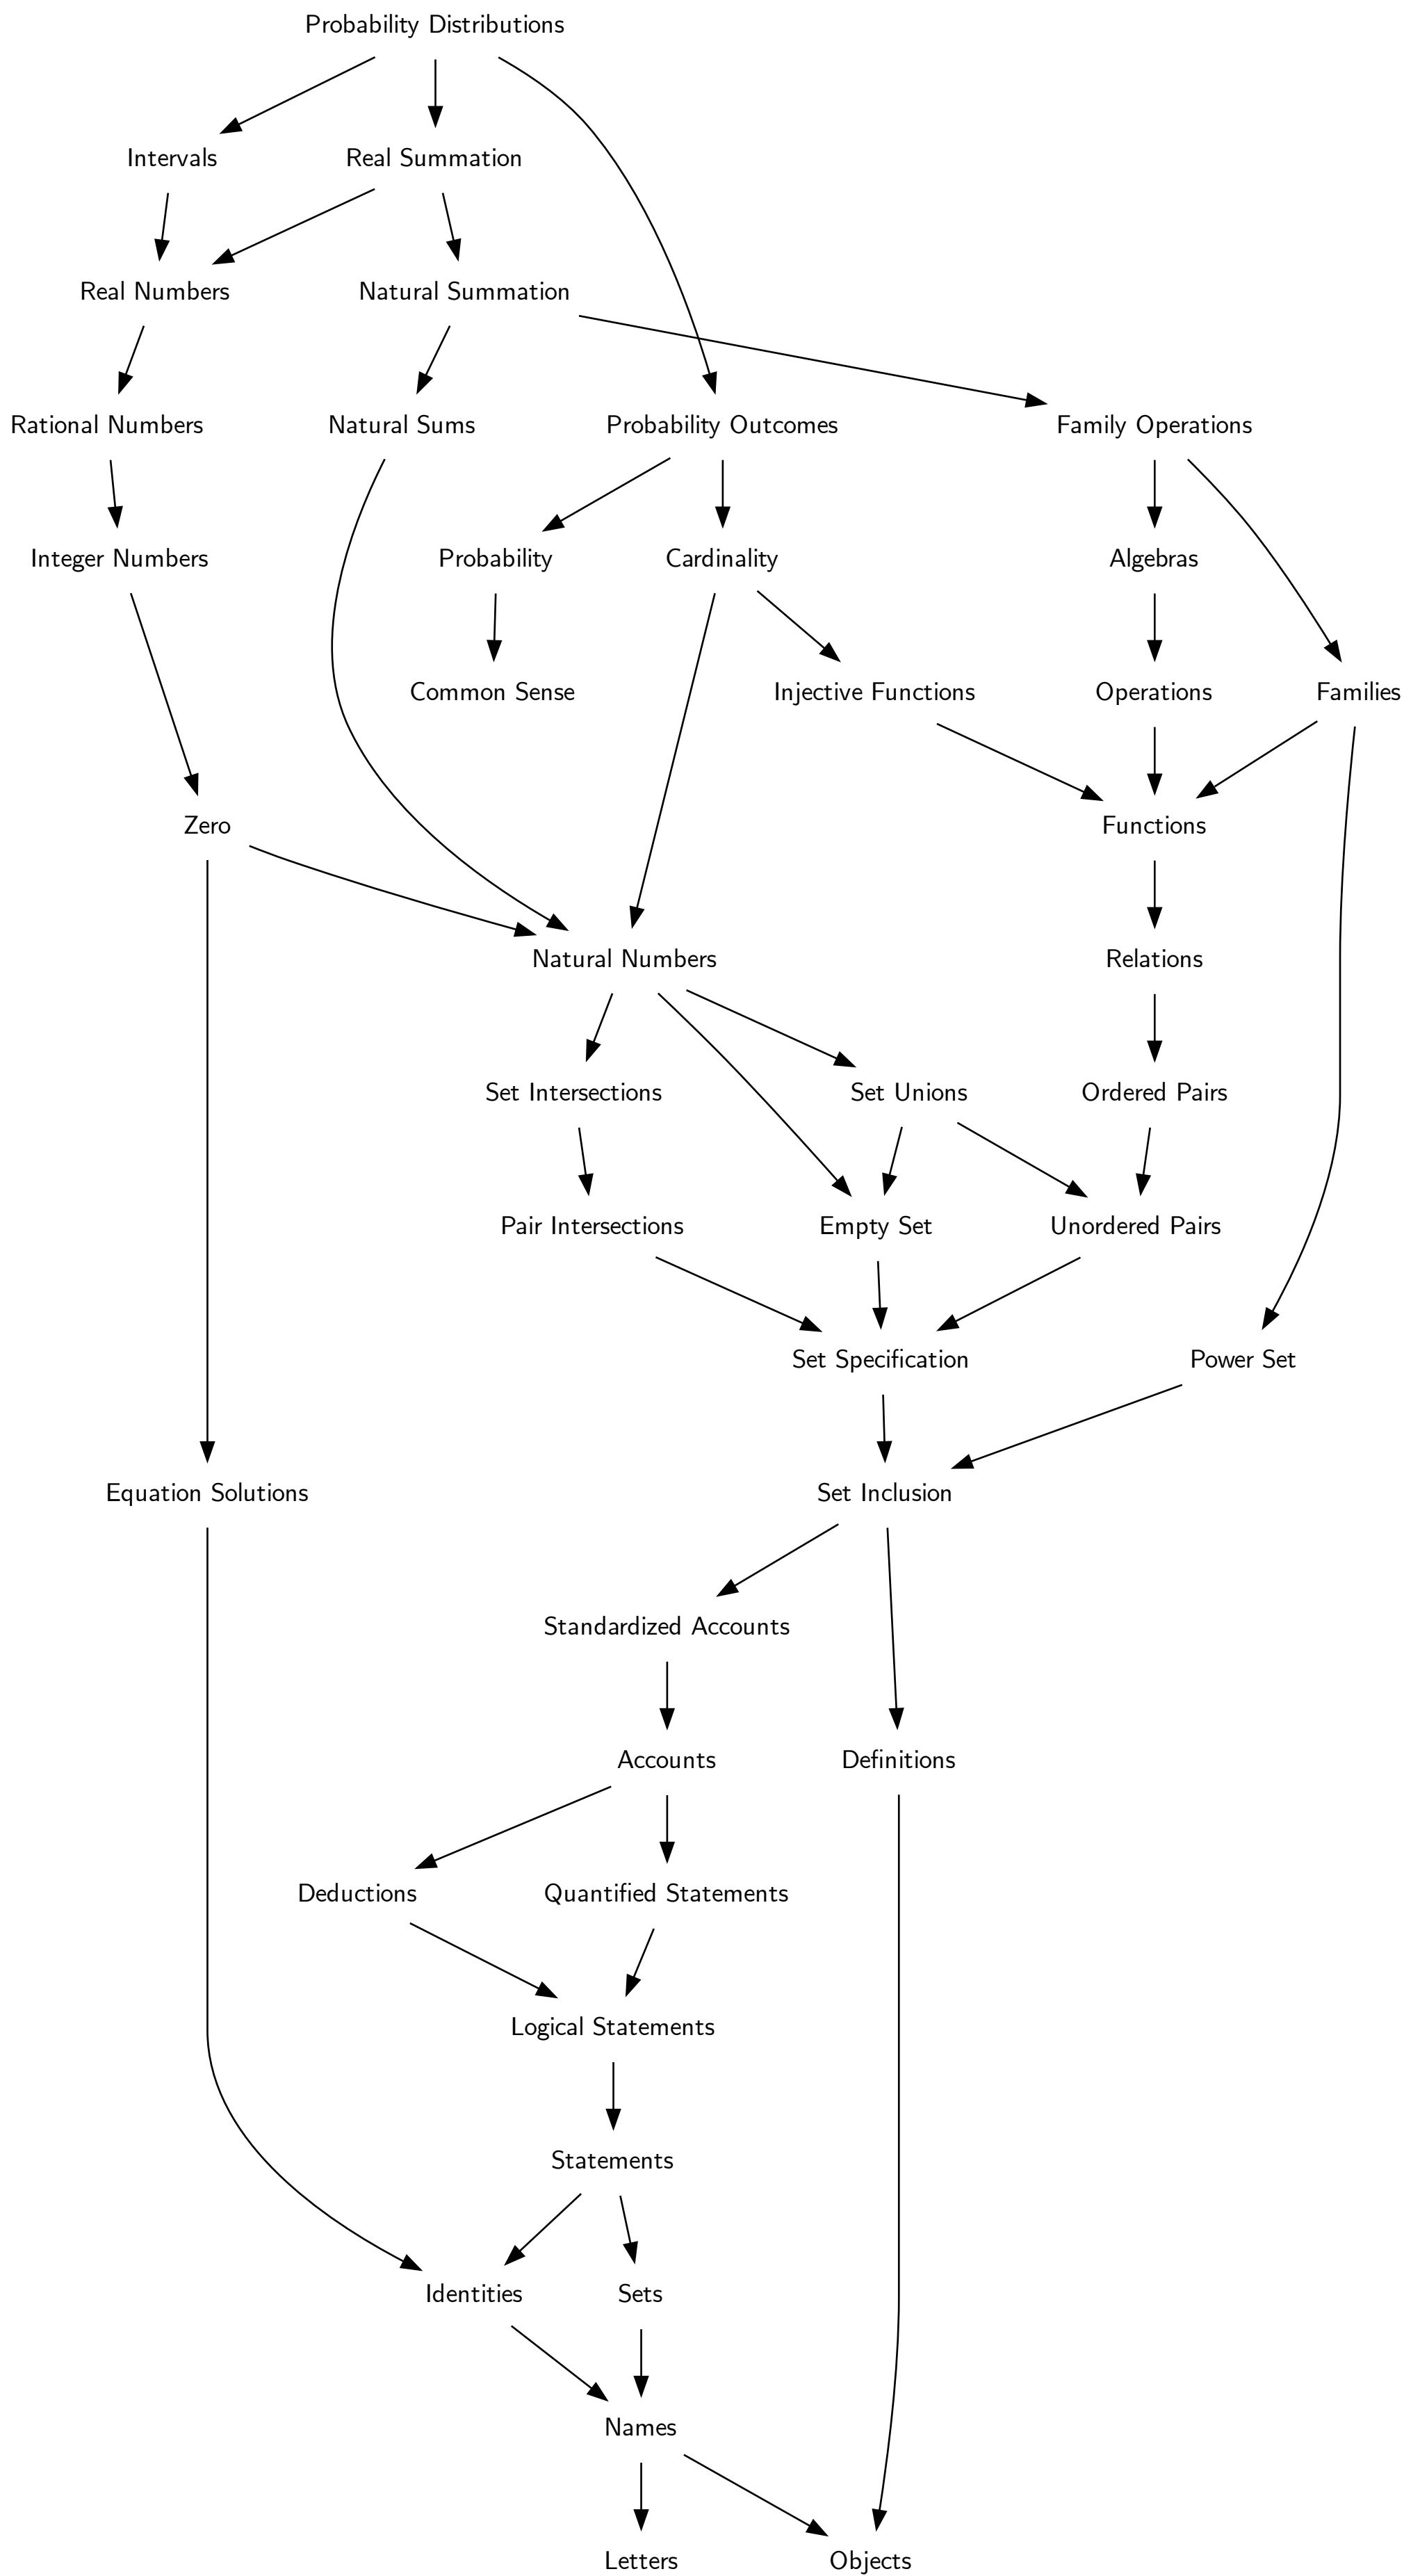 Probability Distributions
Intervals
Real Summation
Real Numbers
Natural Summation
Rational Numbers
Natural Sums
Probability Outcomes
Family Operations
Integer Numbers
Probability
Cardinality
Algebras
Common Sense
Injective Functions
Operations
Families
Zero
Functions
Natural Numbers
Relations
Set Intersections
Set Unions
Ordered Pairs
Pair Intersections
Empty Set
Unordered Pairs
Set Specification
Power Set
Equation Solutions
Set Inclusion
Standardized Accounts
Accounts
Definitions
Deductions
Quantified Statements
Logical Statements
Statements
Identities
Sets
Names
Letters
Objects